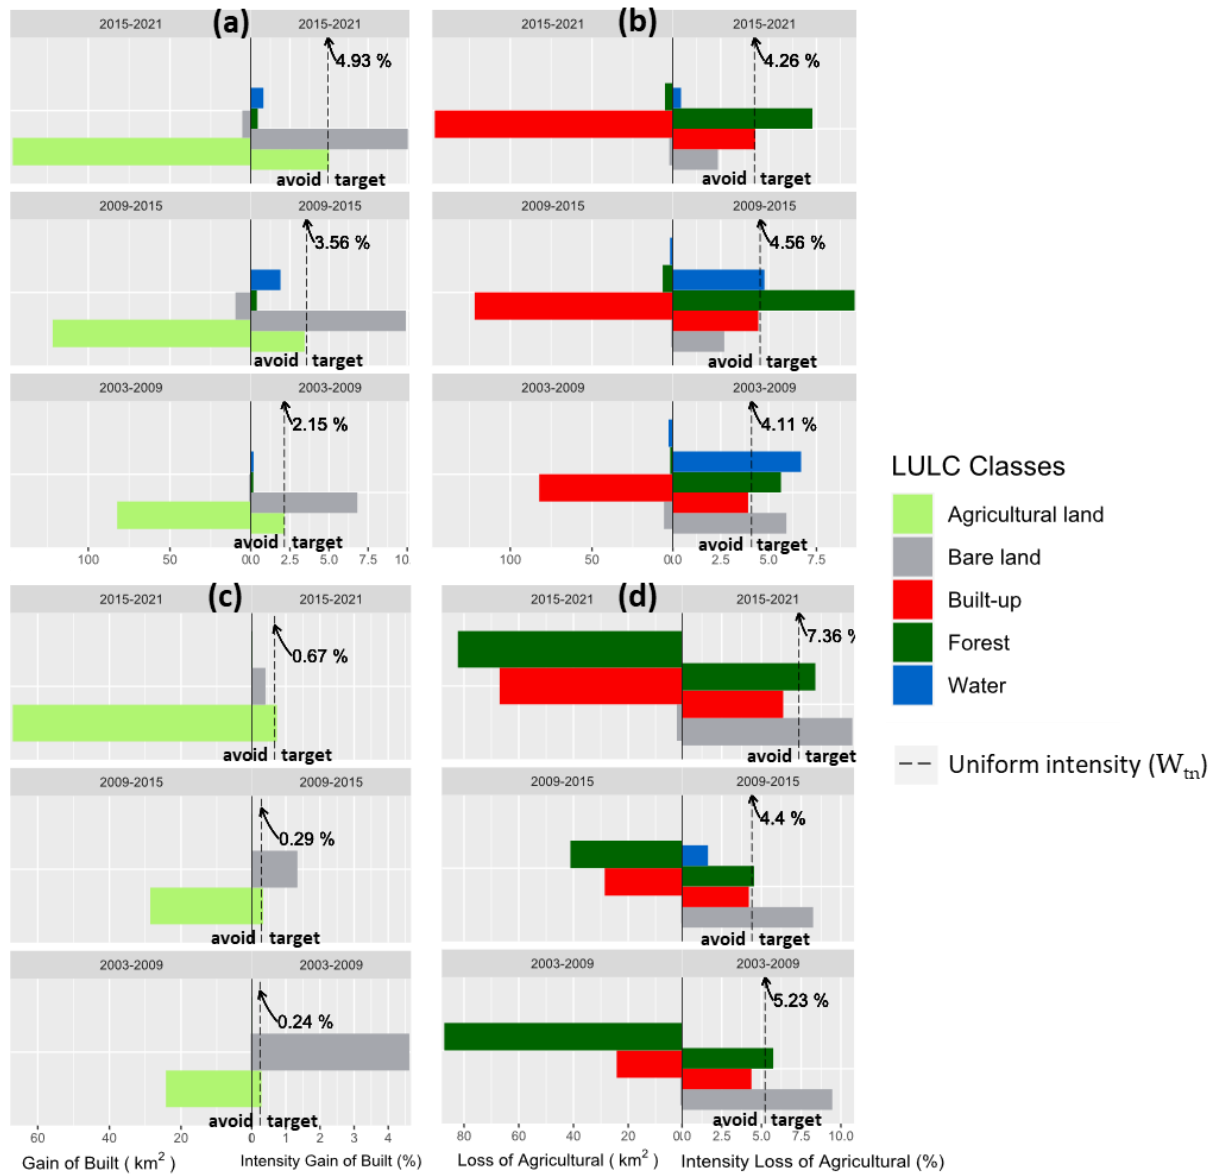 (a)
2015-2021 2015-2021
4.93 %
avoid target
2009-2015 2009-2015
3.56 %
avoid target
2003-2009 2003-2009
2.15 %
avoid target
100 50 0 0.0 2.5 5.0 7.5 10
(b)
2015-2021 2015-2021
4.26 %
avoid target
2009-2015 2009-2015
4.56 %
avoid target
2003-2009 2003-2009
4.11 %
avoid target
100 50 0 0.0 2.5 5.0 7.5
(c)
2015-2021 2015-2021
0.67 %
avoid target
2009-2015 2009-2015
0.29 %
avoid target
2003-2009 2003-2009
0.24 %
avoid target
60 40 20 0 1 2 3 4
Gain of Built ( km²) Intensity Gain of Built (%)
(d)
2015-2021 2015-2021
7.36 %
avoid target
2009-2015 2009-2015
4.4 %
avoid target
2003-2009 2003-2009
5.23 %
avoid target
80 60 40 20 0 0.0 2.5 5.0 7.5 10.0
Loss of Agricultural ( km²) Intensity Loss of Agricultural (%)
LULC Classes
Agricultural land
Bare land
Built-up
Forest
Water
Uniform intensity (Wtn)